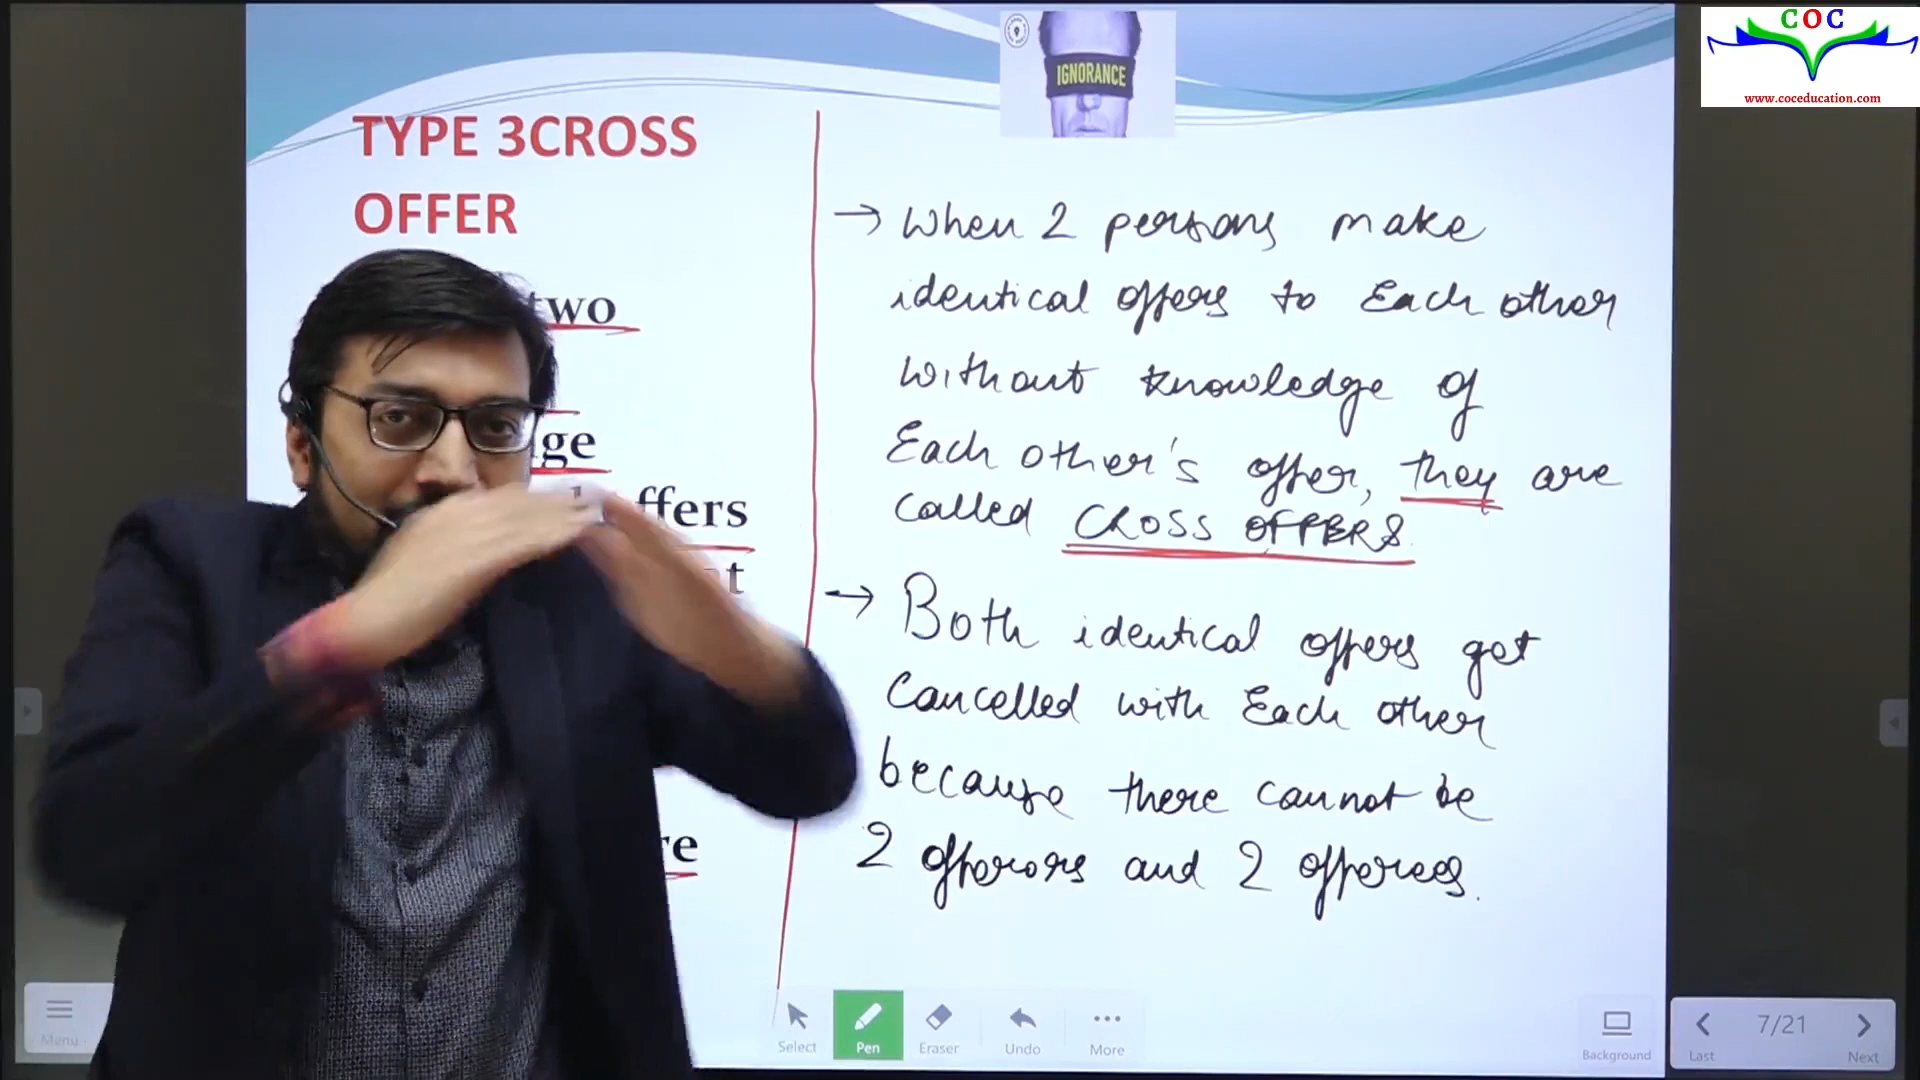 COC
www.coceducation.com
IGNORANCE
TYPE 3CROSS
OFFER
two
ge
ffers
t
re
→ When 2 persons make
identical offers to Each other
without knowledge of
Each other's offer, they are
called CROSS OFFERS.
→ Both identical offers get
cancelled with Each other
because there cannot be
2 offerors and 2 offerees.
Menu
Select
Pen
Eraser
Undo
More
Background
7/21
Last
Next